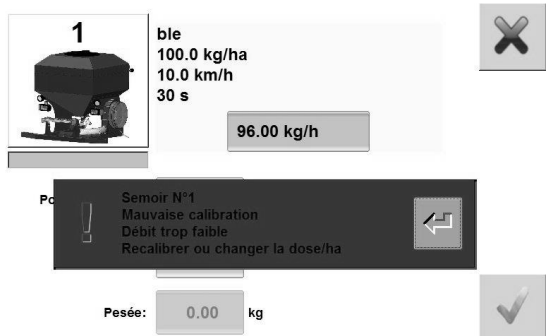 1
ble
100.0 kg/ha
10.0 km/h
30 s
96.00 kg/h
Po
Semoir N°1
Mauvaise calibration
Débit trop faible
Recalibrer ou changer la dose/ha
Pesée: 0.00 kg